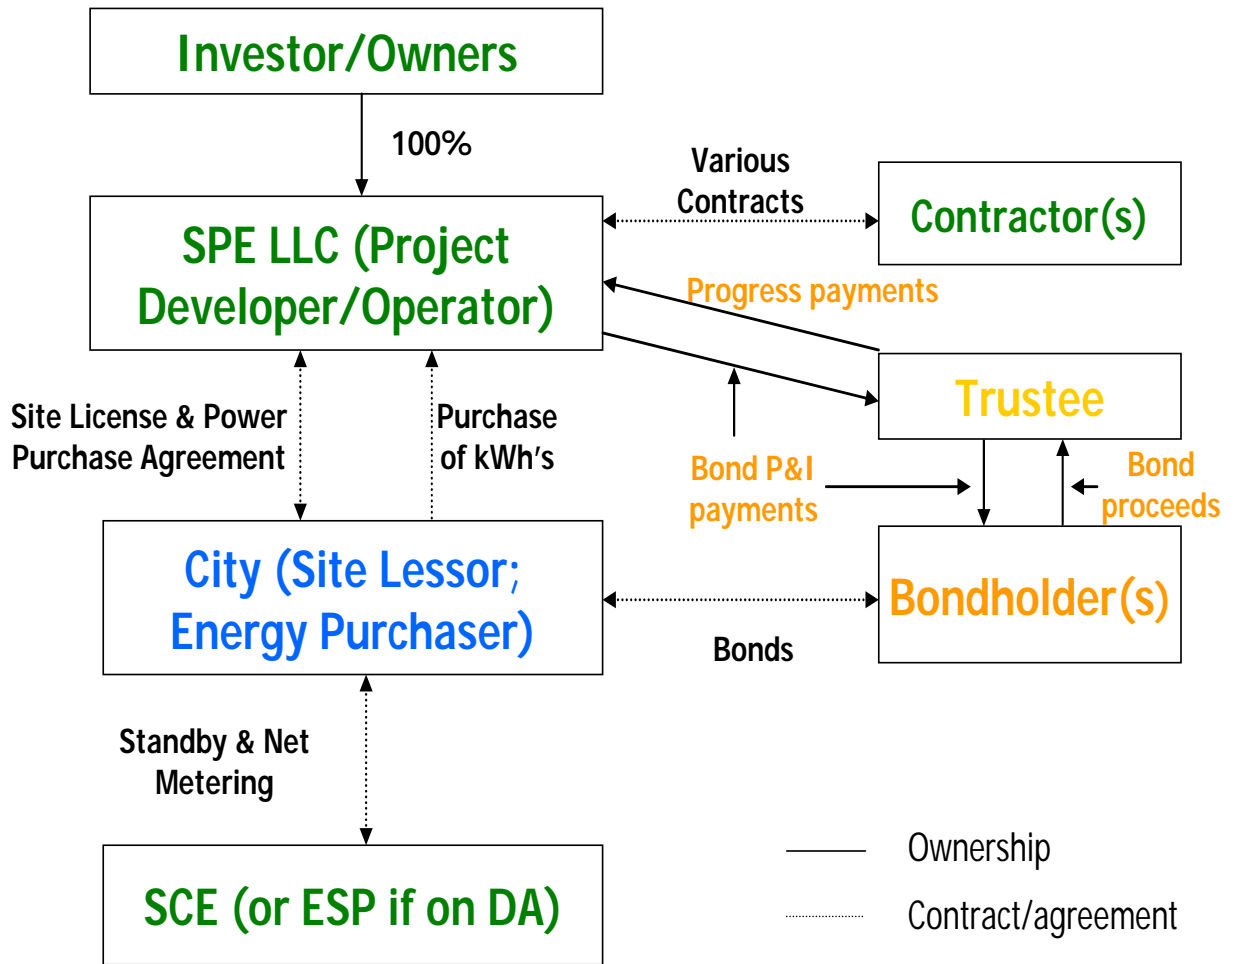 Investor/Owners
100%
Various
Contracts
SPE LLC (Project
Developer/Operator)
Contractor(s)
Progress payments
Trustee
Site License & Power
Purchase Agreement
Purchase
of kWh's
Bond P&I
payments
Bond
proceeds
City (Site Lessor;
Energy Purchaser)
Bondholder(s)
Bonds
Standby & Net
Metering
SCE (or ESP if on DA)
Ownership
Contract/agreement